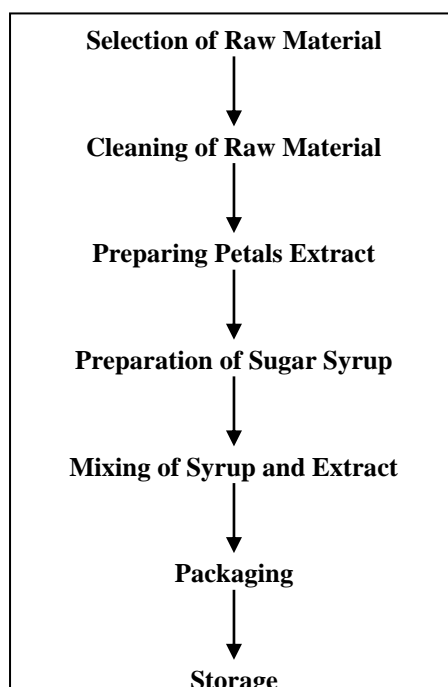 Selection of Raw Material
Cleaning of Raw Material
Preparing Petals Extract
Preparation of Sugar Syrup
Mixing of Syrup and Extract
Packaging
Storage